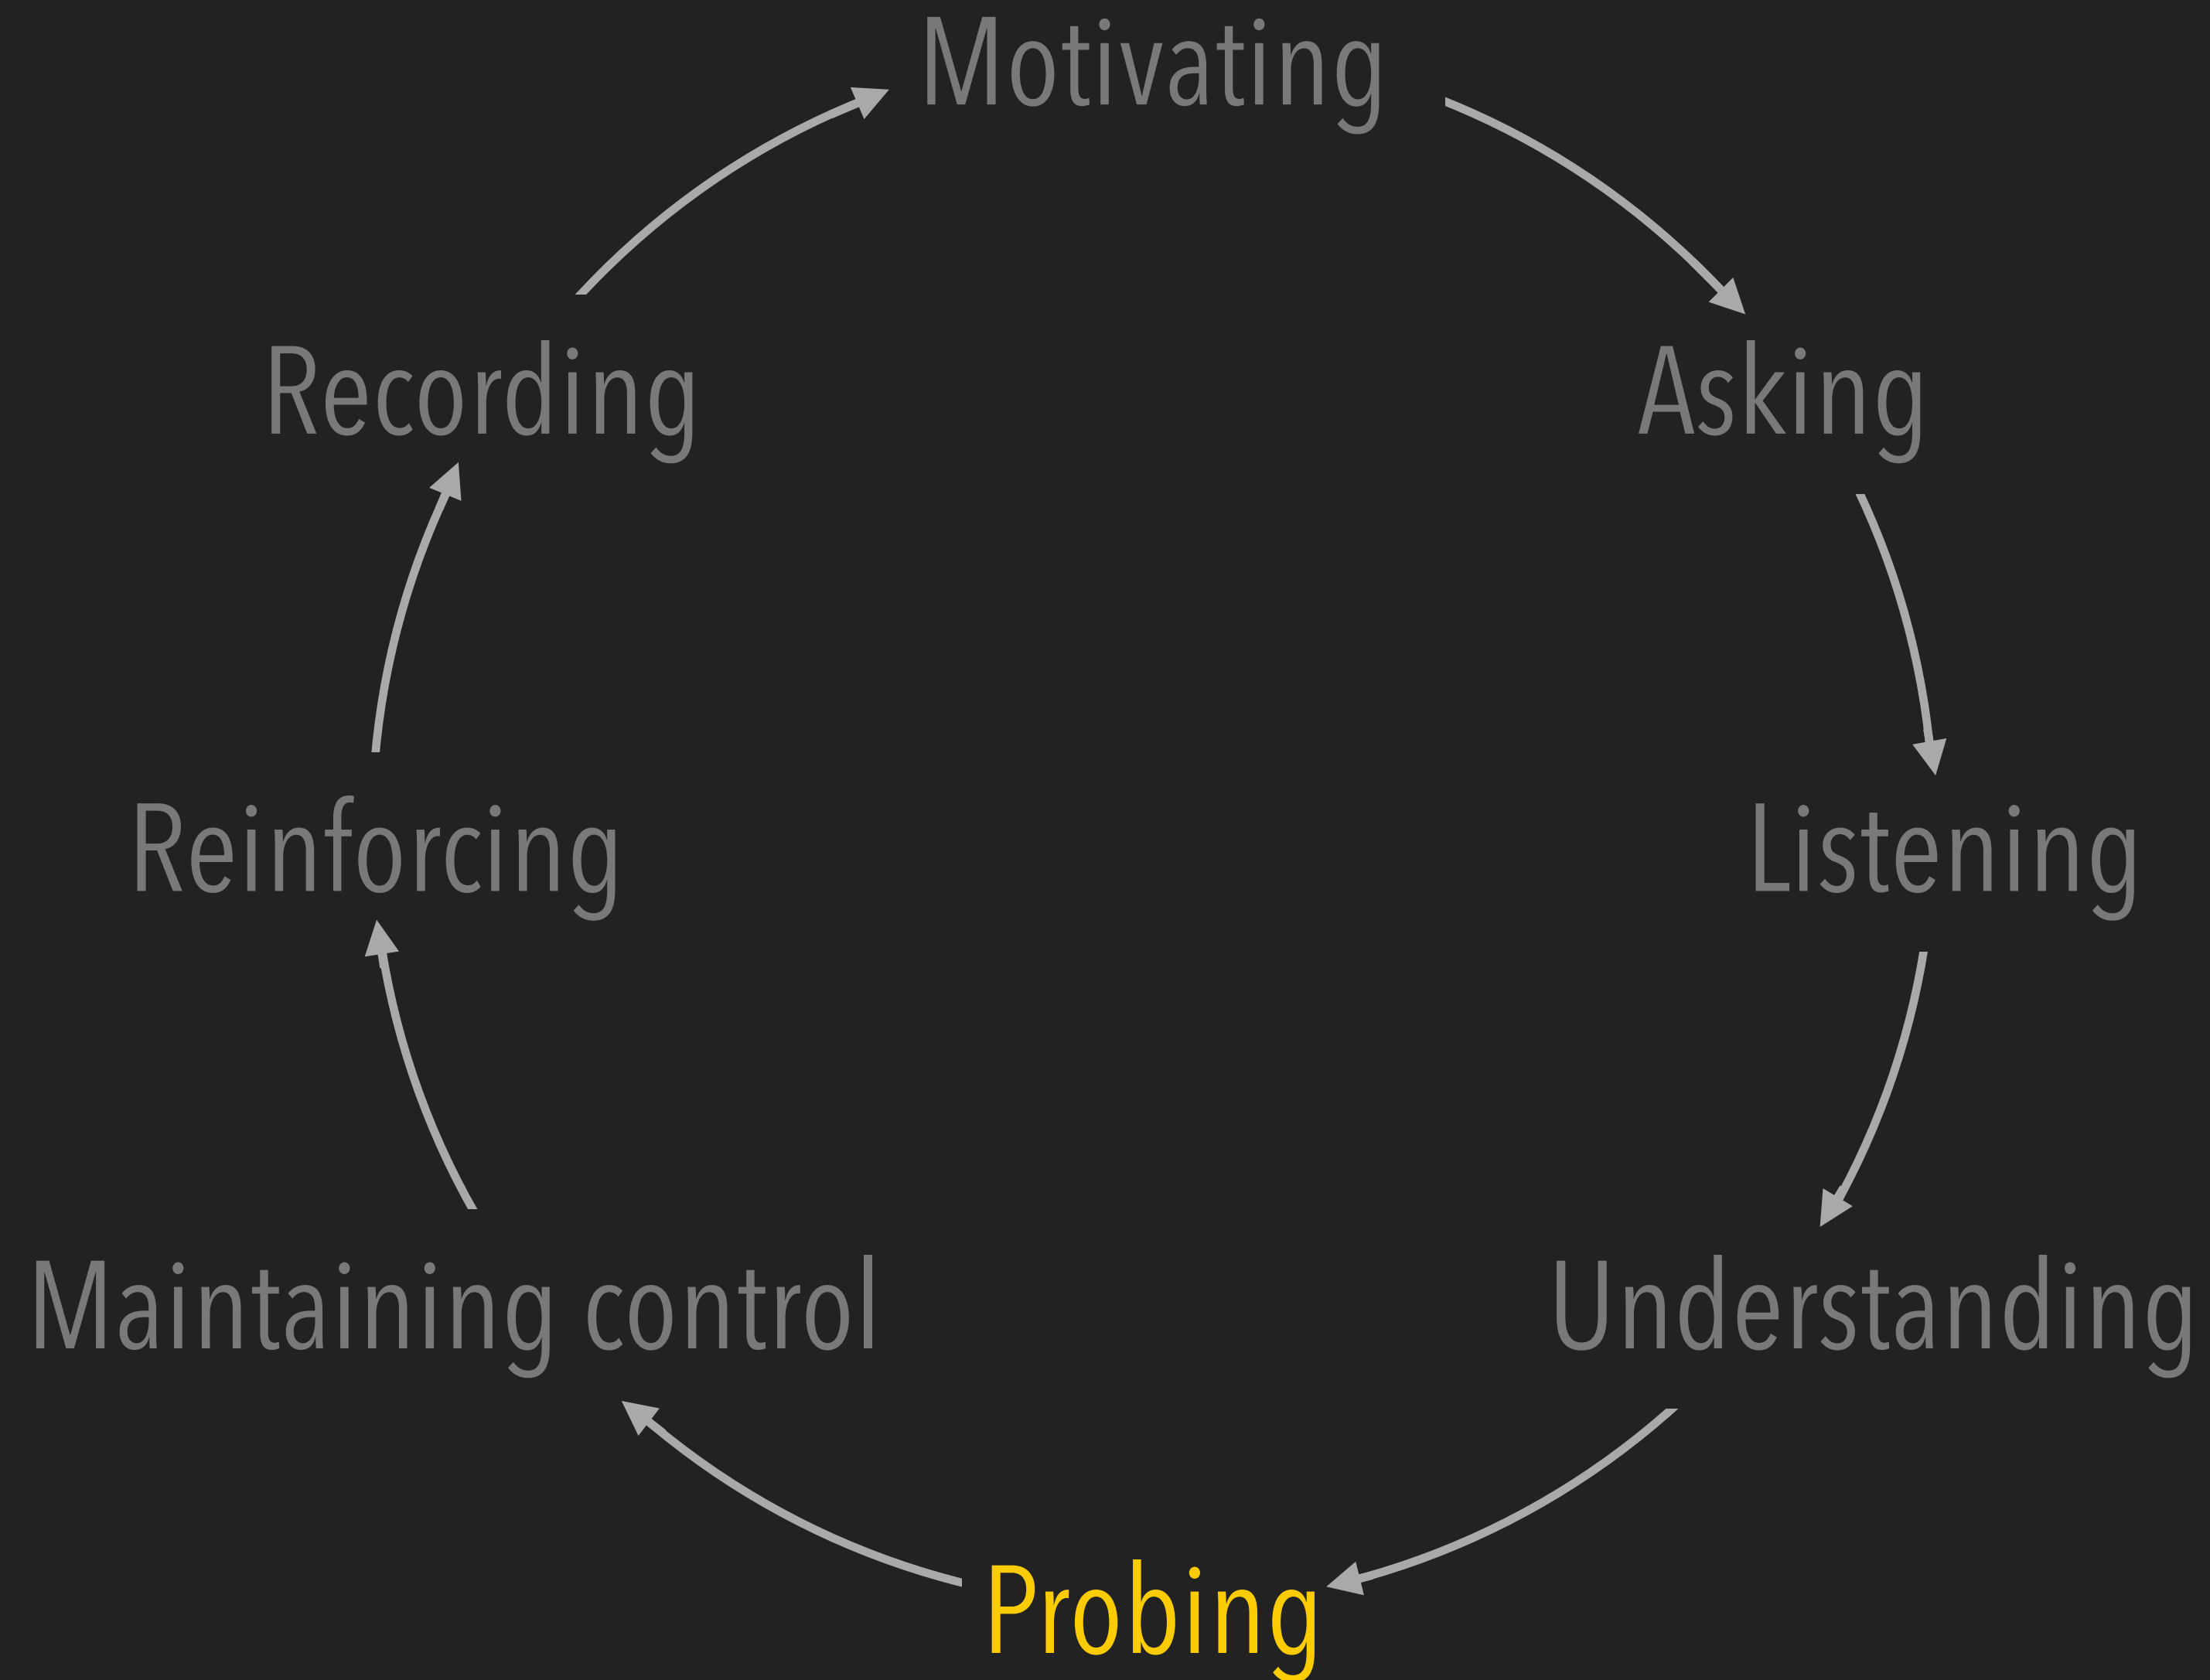 Motivating
Recording
Asking
Reinforcing
Listening
Maintaining control
Understanding
Probing